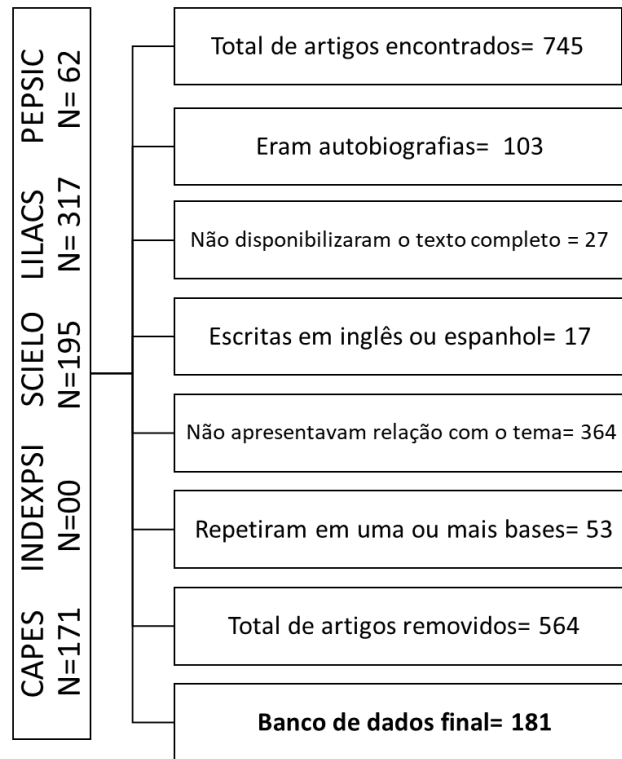 PEPSIC
N= 62
LILACS
N= 317
SCIELO
N=195
INDEXPSI
N=00
CAPES
N=171
Total de artigos encontrados= 745
Eram autobiografias= 103
Não disponibilizaram o texto completo = 27
Escritas em inglês ou espanhol= 17
Não apresentavam relação com o tema= 364
Repetiram em uma ou mais bases= 53
Total de artigos removidos= 564
Banco de dados final= 181